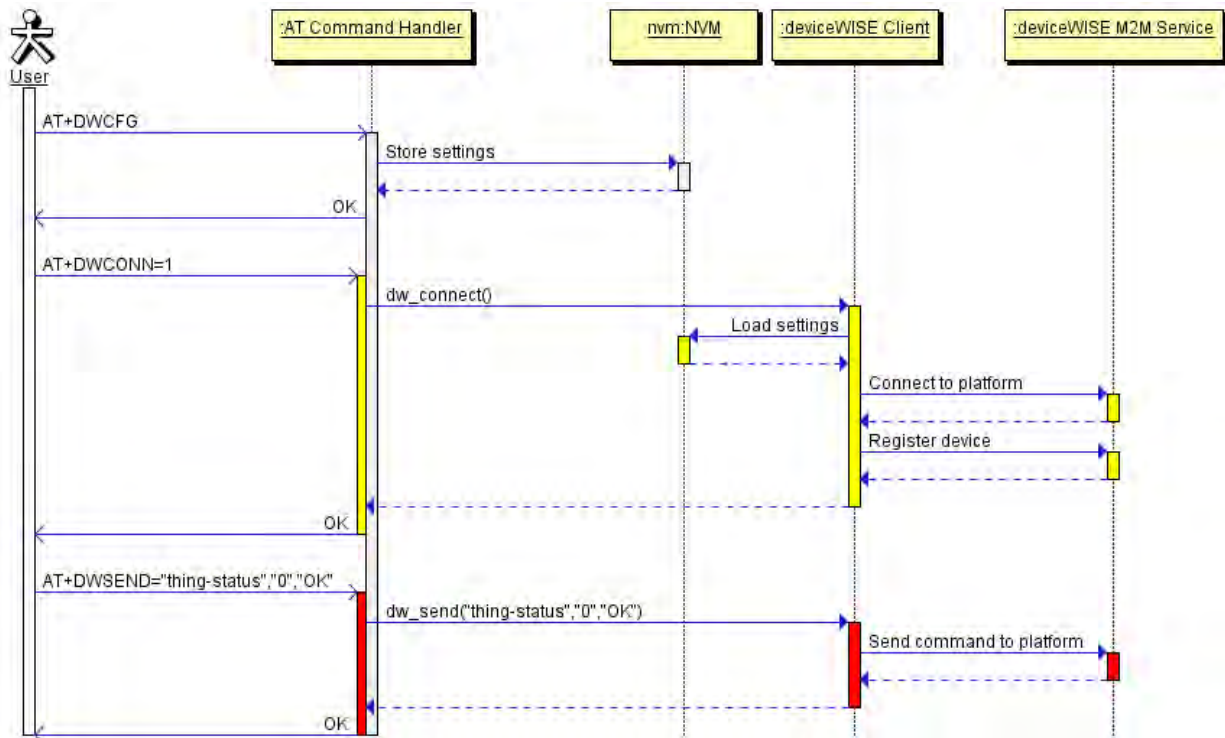 :AT Command Handler
nvm:NVM
:deviceWISE Client
:deviceWISE M2M Service
User
AT+DWCFG
Store settings
OK
AT+DWCONN=1
dw_connect()
Load settings
Connect to platform
Register device
OK
AT+DWSEND="thing-status","0","OK"
dw_send("thing-status","0","OK")
Send command to platform
OK